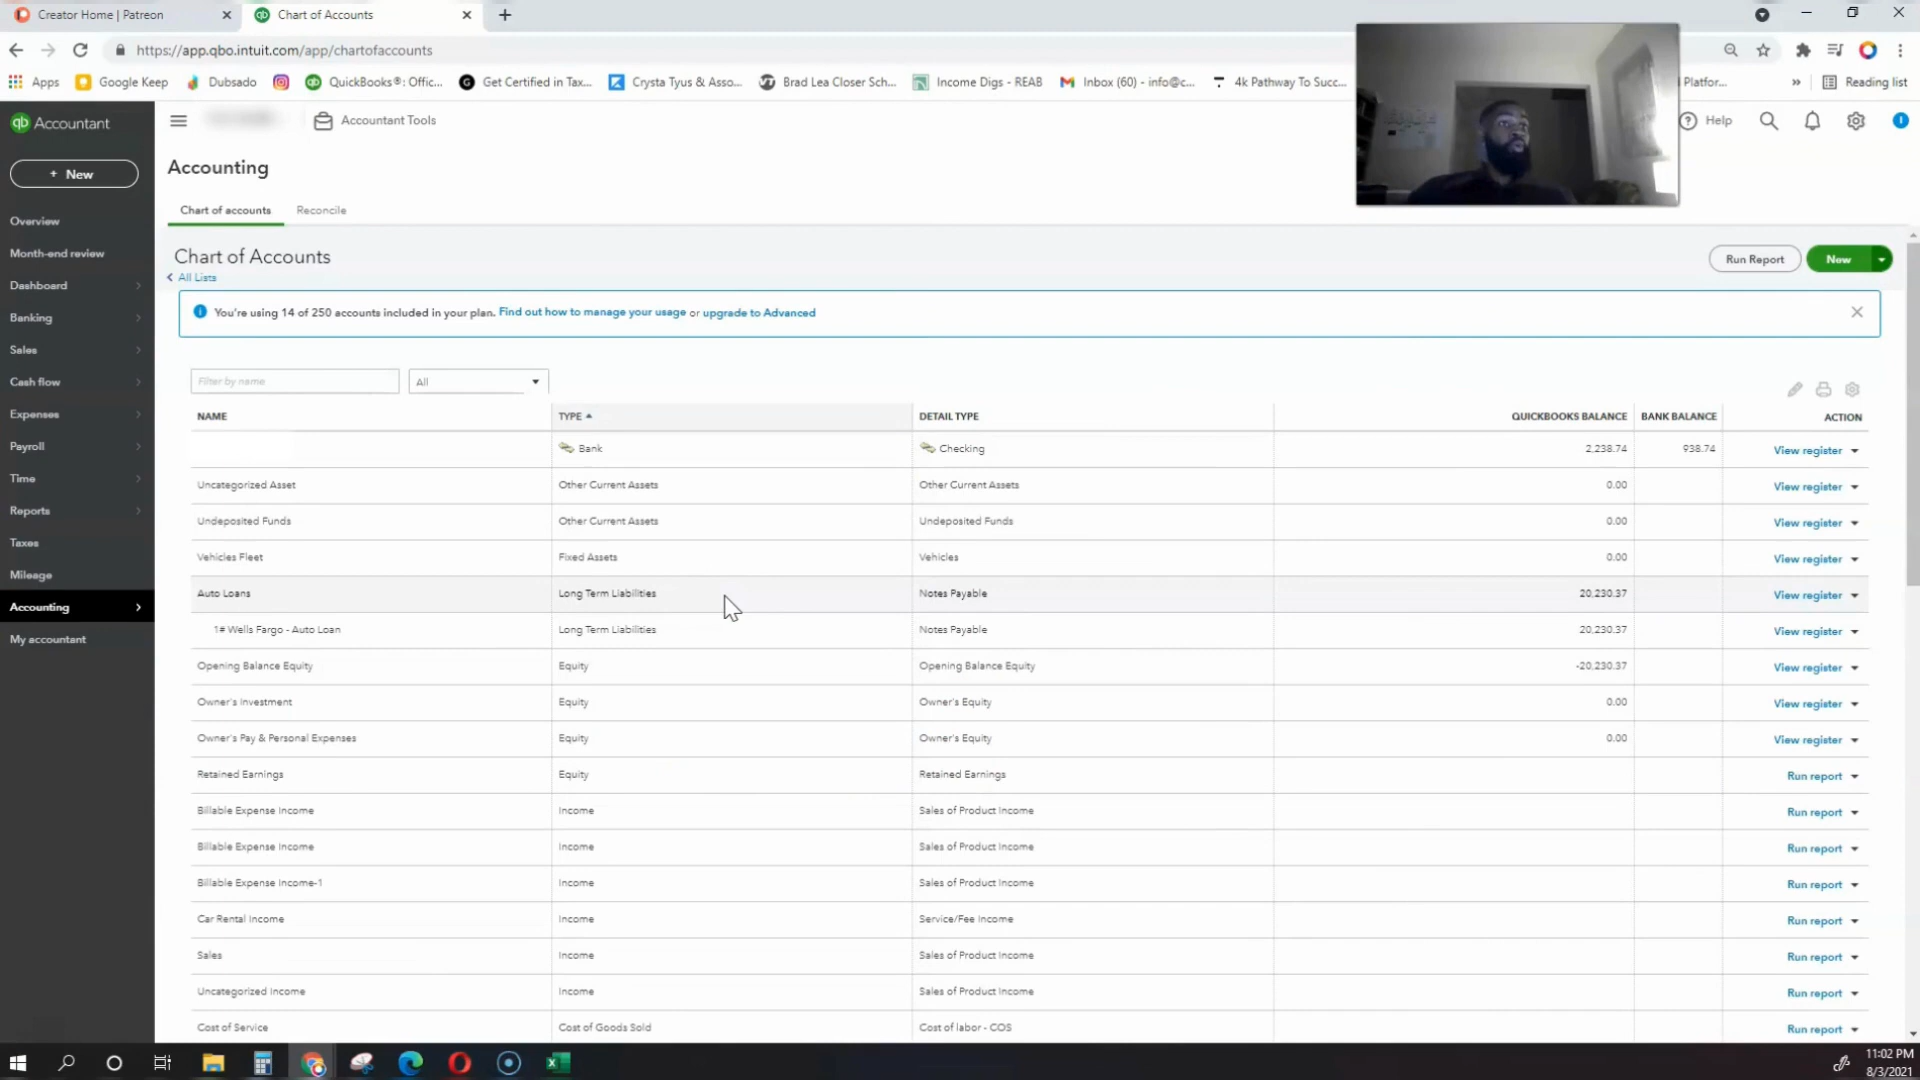 Creator Home | Patreon
Chart of Accounts
https://app.qbo.intuit.com/app/chartofaccounts
Apps Google Keep Dubsado QuickBooks®: Offic... Get Certified in Tax... Crysta Tyus & Asso... Brad Lea Closer Sch... Income Digs - REAB Inbox (60) - info@c... 4k Pathway To Succ... Platfor... » Reading list
qb Accountant
Accountant Tools
Help
+ New
Accounting
Chart of accounts Reconcile
Overview
Month-end review
Dashboard
Banking
Sales
Cash flow
Expenses
Payroll
Time
Reports
Taxes
Mileage
Accounting
My accountant
Chart of Accounts
Run Report New
All Lists
You're using 14 of 250 accounts included in your plan. Find out how to manage your usage or upgrade to Advanced
Filter by name All
NAME TYPE DETAIL TYPE QUICKBOOKS BALANCE BANK BALANCE ACTION
Bank Checking 2,238.74 938.74 View register
Uncategorized Asset Other Current Assets Other Current Assets 0.00 View register
Undeposited Funds Other Current Assets Undeposited Funds 0.00 View register
Vehicles Fleet Fixed Assets Vehicles 0.00 View register
Auto Loans Long Term Liabilities Notes Payable 20,230.37 View register
1# Wells Fargo - Auto Loan Long Term Liabilities Notes Payable 20,230.37 View register
Opening Balance Equity Equity Opening Balance Equity -20,230.37 View register
Owner's Investment Equity Owner's Equity 0.00 View register
Owner's Pay & Personal Expenses Equity Owner's Equity 0.00 View register
Retained Earnings Equity Retained Earnings Run report
Billable Expense Income Income Sales of Product Income Run report
Billable Expense Income Income Sales of Product Income Run report
Billable Expense Income-1 Income Sales of Product Income Run report
Car Rental Income Income Service/Fee Income Run report
Sales Income Sales of Product Income Run report
Uncategorized Income Income Sales of Product Income Run report
Cost of Service Cost of Goods Sold Cost of labor - COS Run report
11:02 PM
8/3/2021